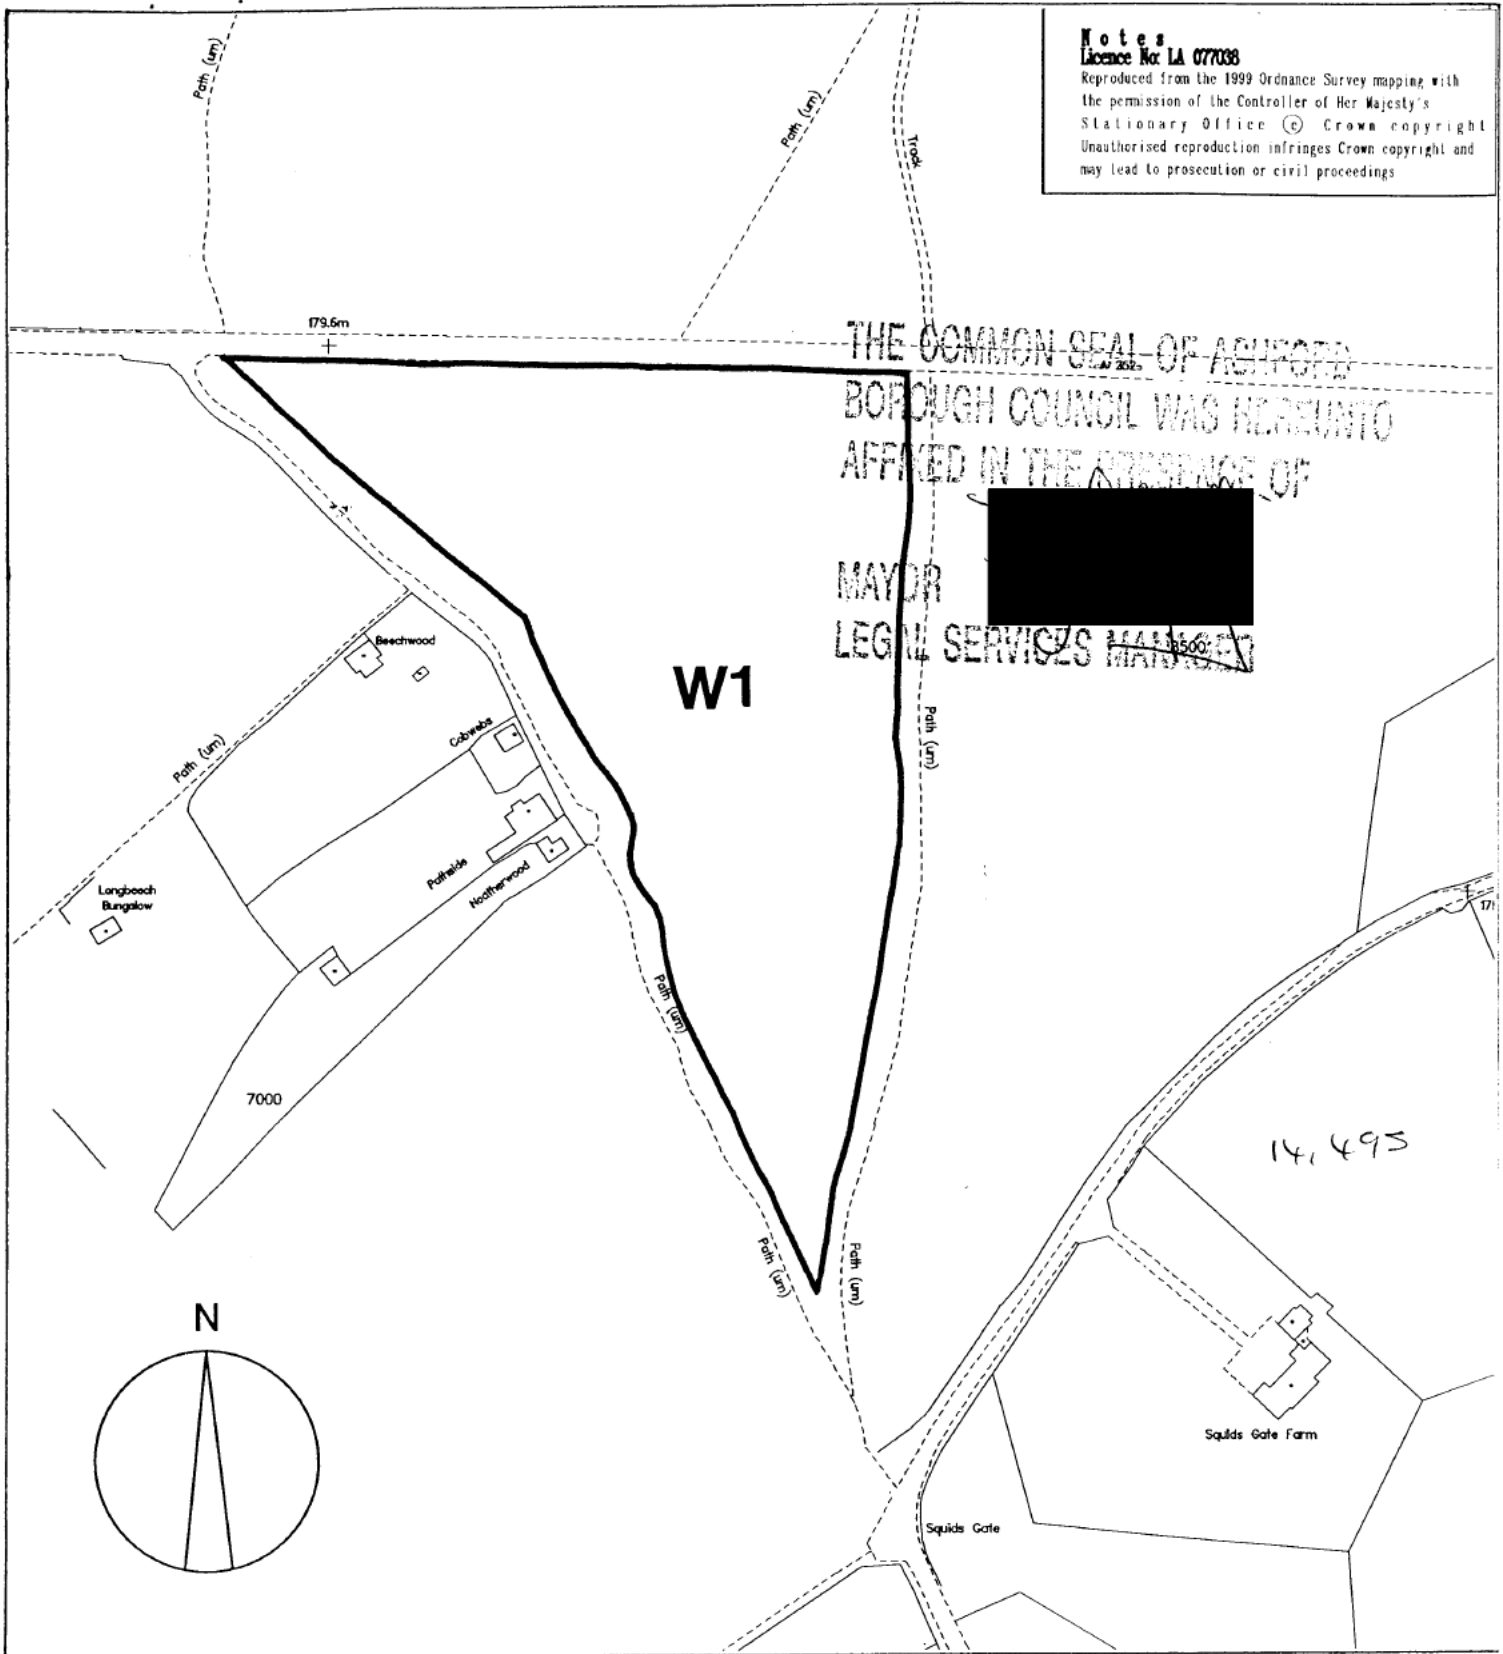 Notes
Licence No: LA 077038
Reproduced from the 1999 Ordnance Survey mapping with
the permission of the Controller of Her Majesty's
Stationary Office © Crown copyright
Unauthorised reproduction infringes Crown copyright and
may lead to prosecution or civil proceedings
Path (um)
Path (um)
Track
179.6m
THE COMMON SEAL OF ASHFORD
BOROUGH COUNCIL WAS HEREUNTO
AFFIXED IN THE PRESENCE OF
MAYOR
LEGAL SERVICES MANAGER
3500
Beechwood
W1
Cobwebs
Path (um)
Path (um)
Pathside
Heatherwood
Longbeech
Bungalow
Path (um)
7000
14,495
Path (um)
Path (um)
N
Squids Gate Farm
Squids Gate